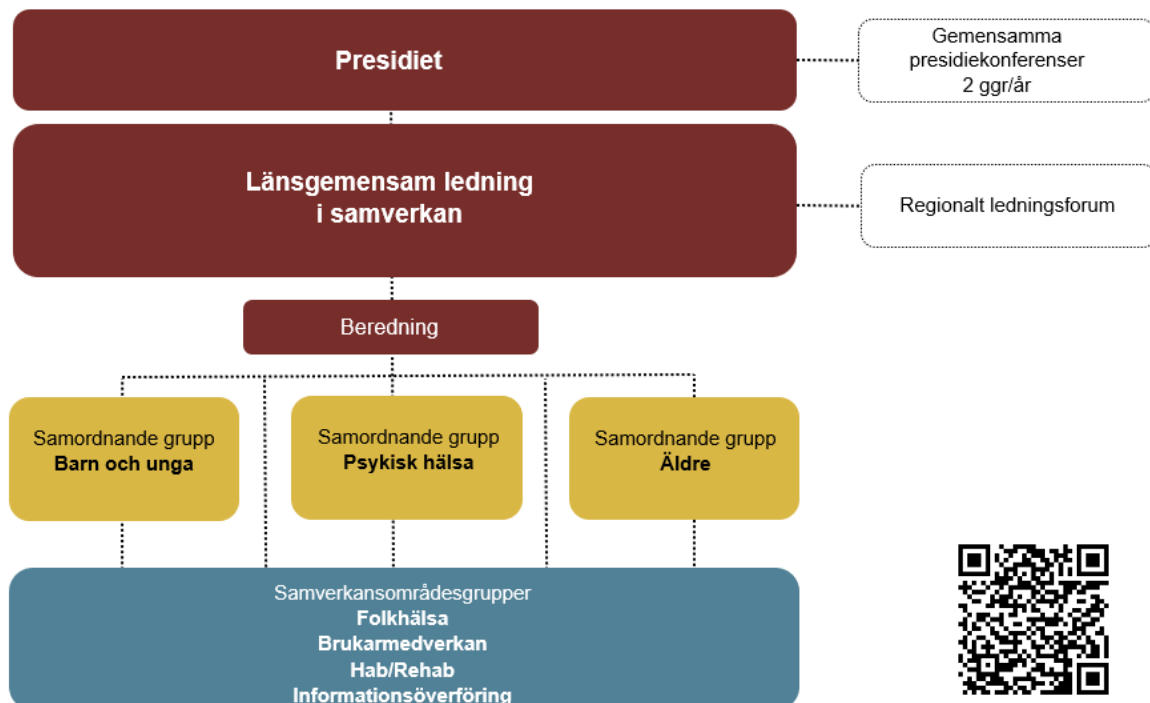 Presidiet
Gemensamma
presidiekonferenser
2 ggr/år
Länsgemensam ledning
i samverkan
Regionalt ledningsforum
Beredning
Samordnande grupp
Barn och unga
Samordnande grupp
Psykisk hälsa
Samordnande grupp
Äldre
Samverkansområdesgrupper
Folkhälsa
Brukarmedverkan
Hab/Rehab
Informationsöverföring